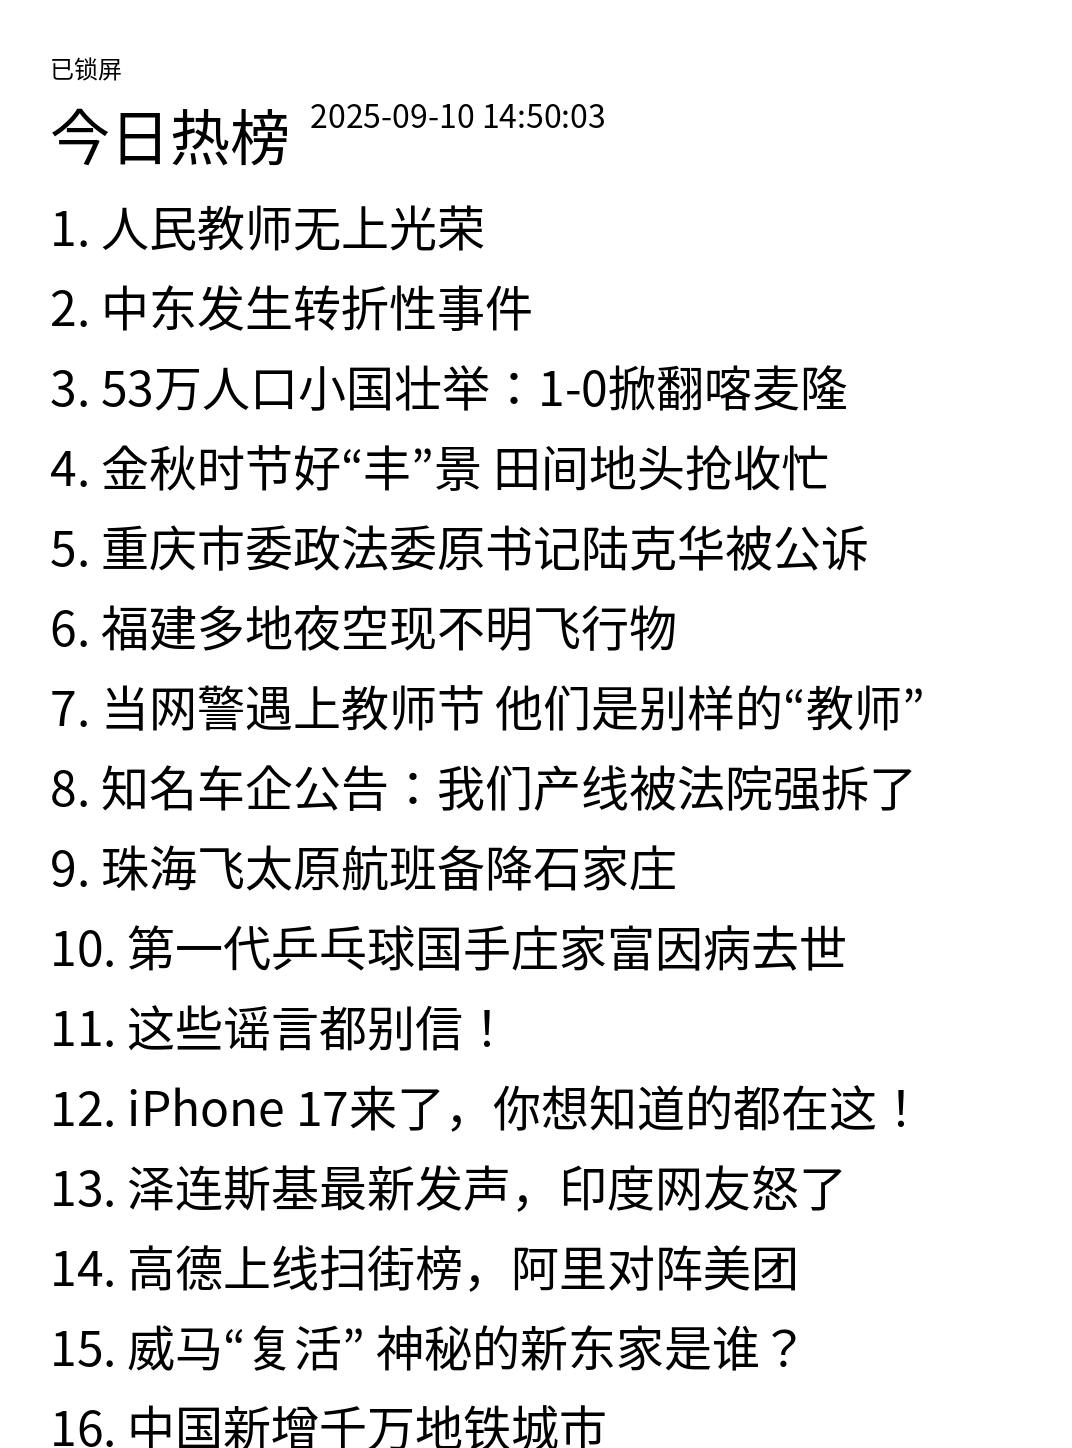 已锁屏
今日热榜 2025-09-10 14:50:03
1. 人民教师无上光荣
2. 中东发生转折性事件
3. 53万人口小国壮举：1-0掀翻喀麦隆
4. 金秋时节好“丰”景 田间地头抢收忙
5. 重庆市委政法委原书记陆克华被公诉
6. 福建多地夜空现不明飞行物
7. 当网警遇上教师节 他们是别样的“教师”
8. 知名车企公告：我们产线被法院强拆了
9. 珠海飞太原航班备降石家庄
10. 第一代乒乓球国手庄家富因病去世
11. 这些谣言都别信！
12. iPhone 17来了，你想知道的都在这！
13. 泽连斯基最新发声，印度网友怒了
14. 高德上线扫街榜，阿里对阵美团
15. 威马“复活” 神秘的新东家是谁？
16. 中国新增千万地铁城市